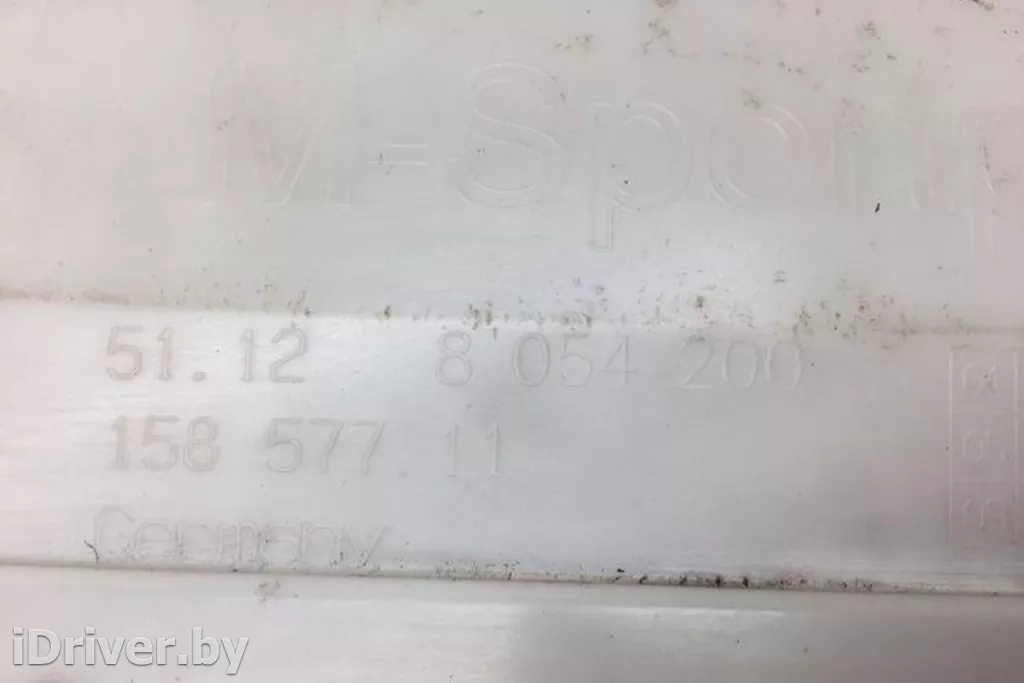 M-Sport
51.12 8 054 200
158 577.11
Germany
iDriver.by